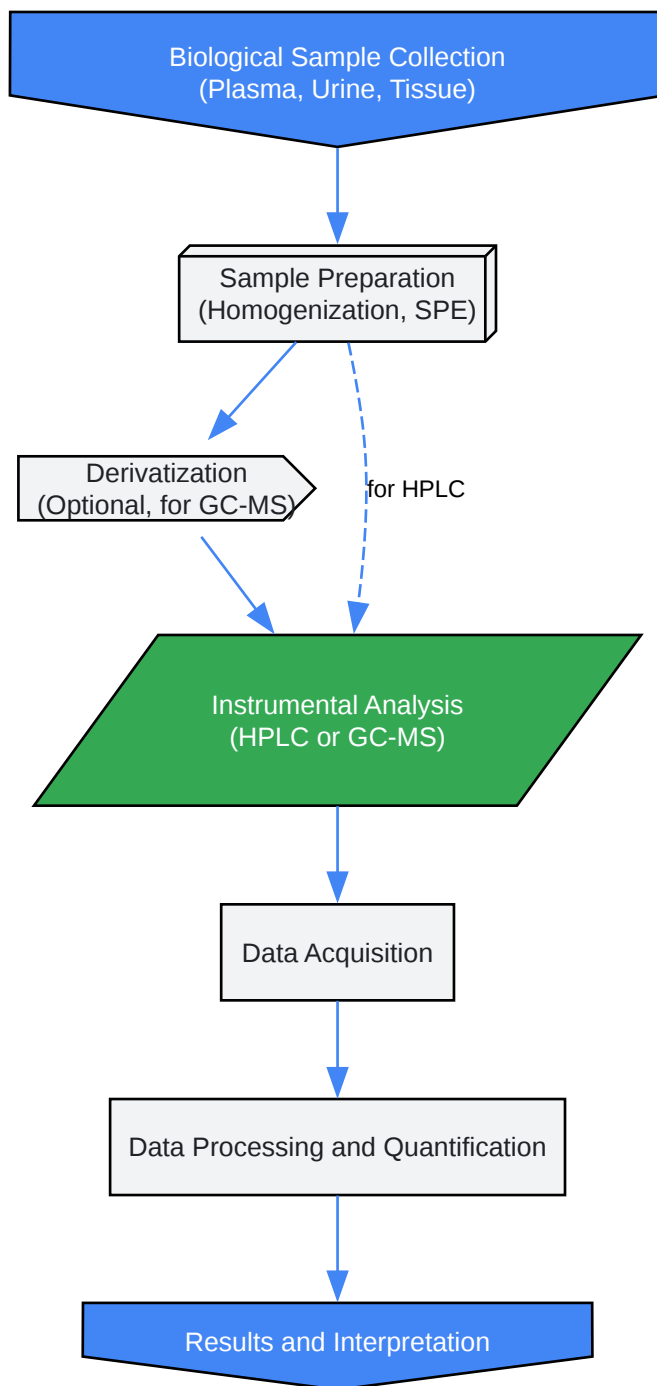 Biological Sample Collection
(Plasma, Urine, Tissue)
Sample Preparation
(Homogenization, SPE)
Derivatization
(Optional, for GC-MS)
for HPLC
Instrumental Analysis
(HPLC or GC-MS)
Data Acquisition
Data Processing and Quantification
Results and Interpretation